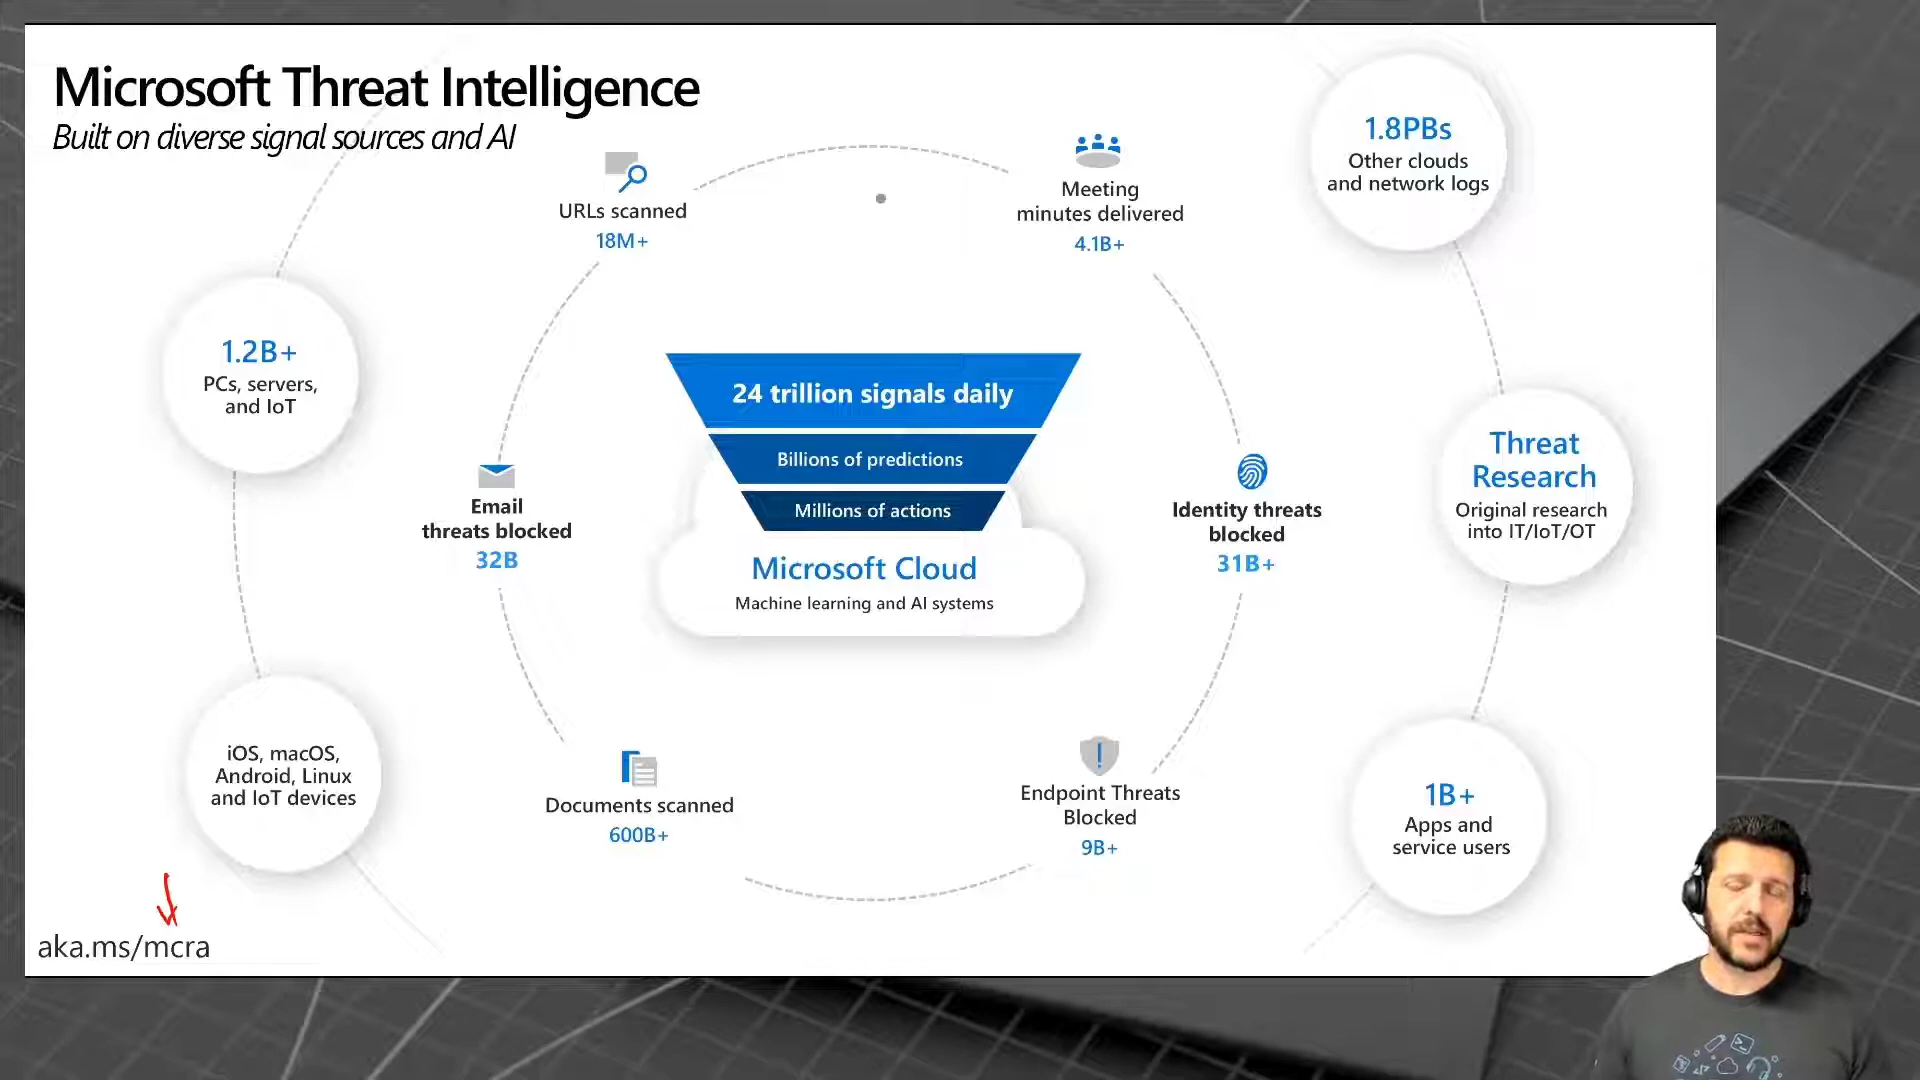 Microsoft Threat Intelligence
Built on diverse signal sources and AI
URLs scanned
18M+
Meeting
minutes delivered
4.1B+
1.8PBs
Other clouds
and network logs
1.2B+
PCs, servers,
and IoT
24 trillion signals daily
Billions of predictions
Millions of actions
Microsoft Cloud
Machine learning and AI systems
Email
threats blocked
32B
Identity threats
blocked
31B+
Threat
Research
Original research
into IT/IoT/OT
iOS, macOS,
Android, Linux
and IoT devices
Documents scanned
600B+
Endpoint Threats
Blocked
9B+
1B+
Apps and
service users
aka.ms/mcra